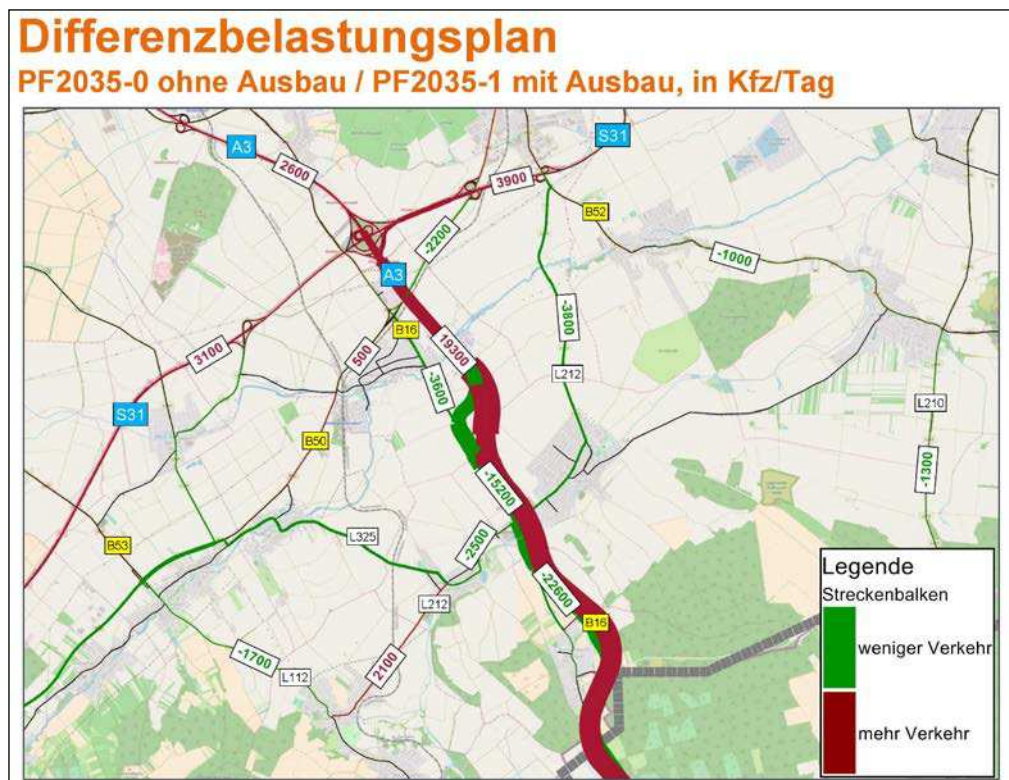 Differenzbelastungsplan
PF2035-0 ohne Ausbau / PF2035-1 mit Ausbau, in Kfz/Tag
S31
A3
2600
3900
B52
-2200
-1000
A3
B16
-3800
19300
500
3100
-3600
L212
L210
S31
B50
-15200
-1300
L325
-2500
B53
-22600
L212
B16
-1700
2100
L112
Legende
Streckenbalken
weniger Verkehr
mehr Verkehr